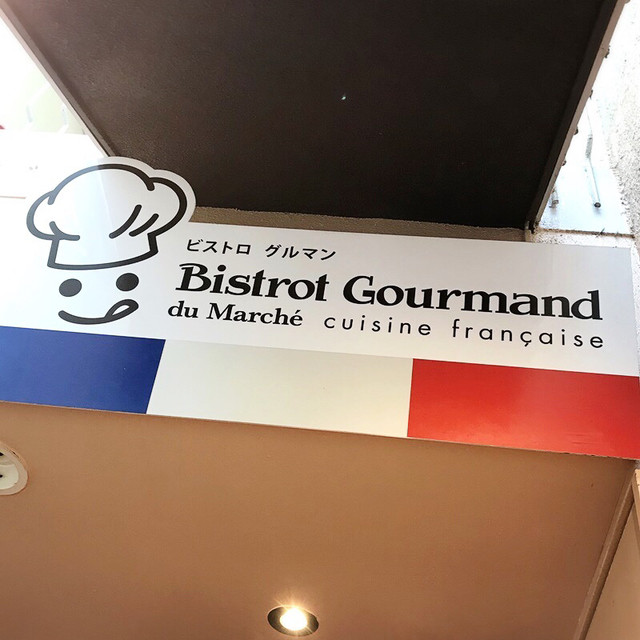 ビストロ グルマン
Bistrot Gourmand
du Marché cuisine française